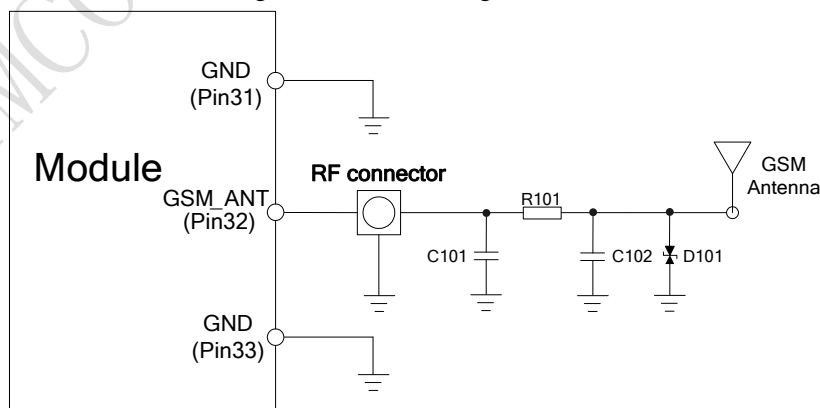 GND
(Pin31)
Module
RF connector
GSM
Antenna
GSM_ANT
(Pin32)
R101
C101
C102
D101
GND
(Pin33)